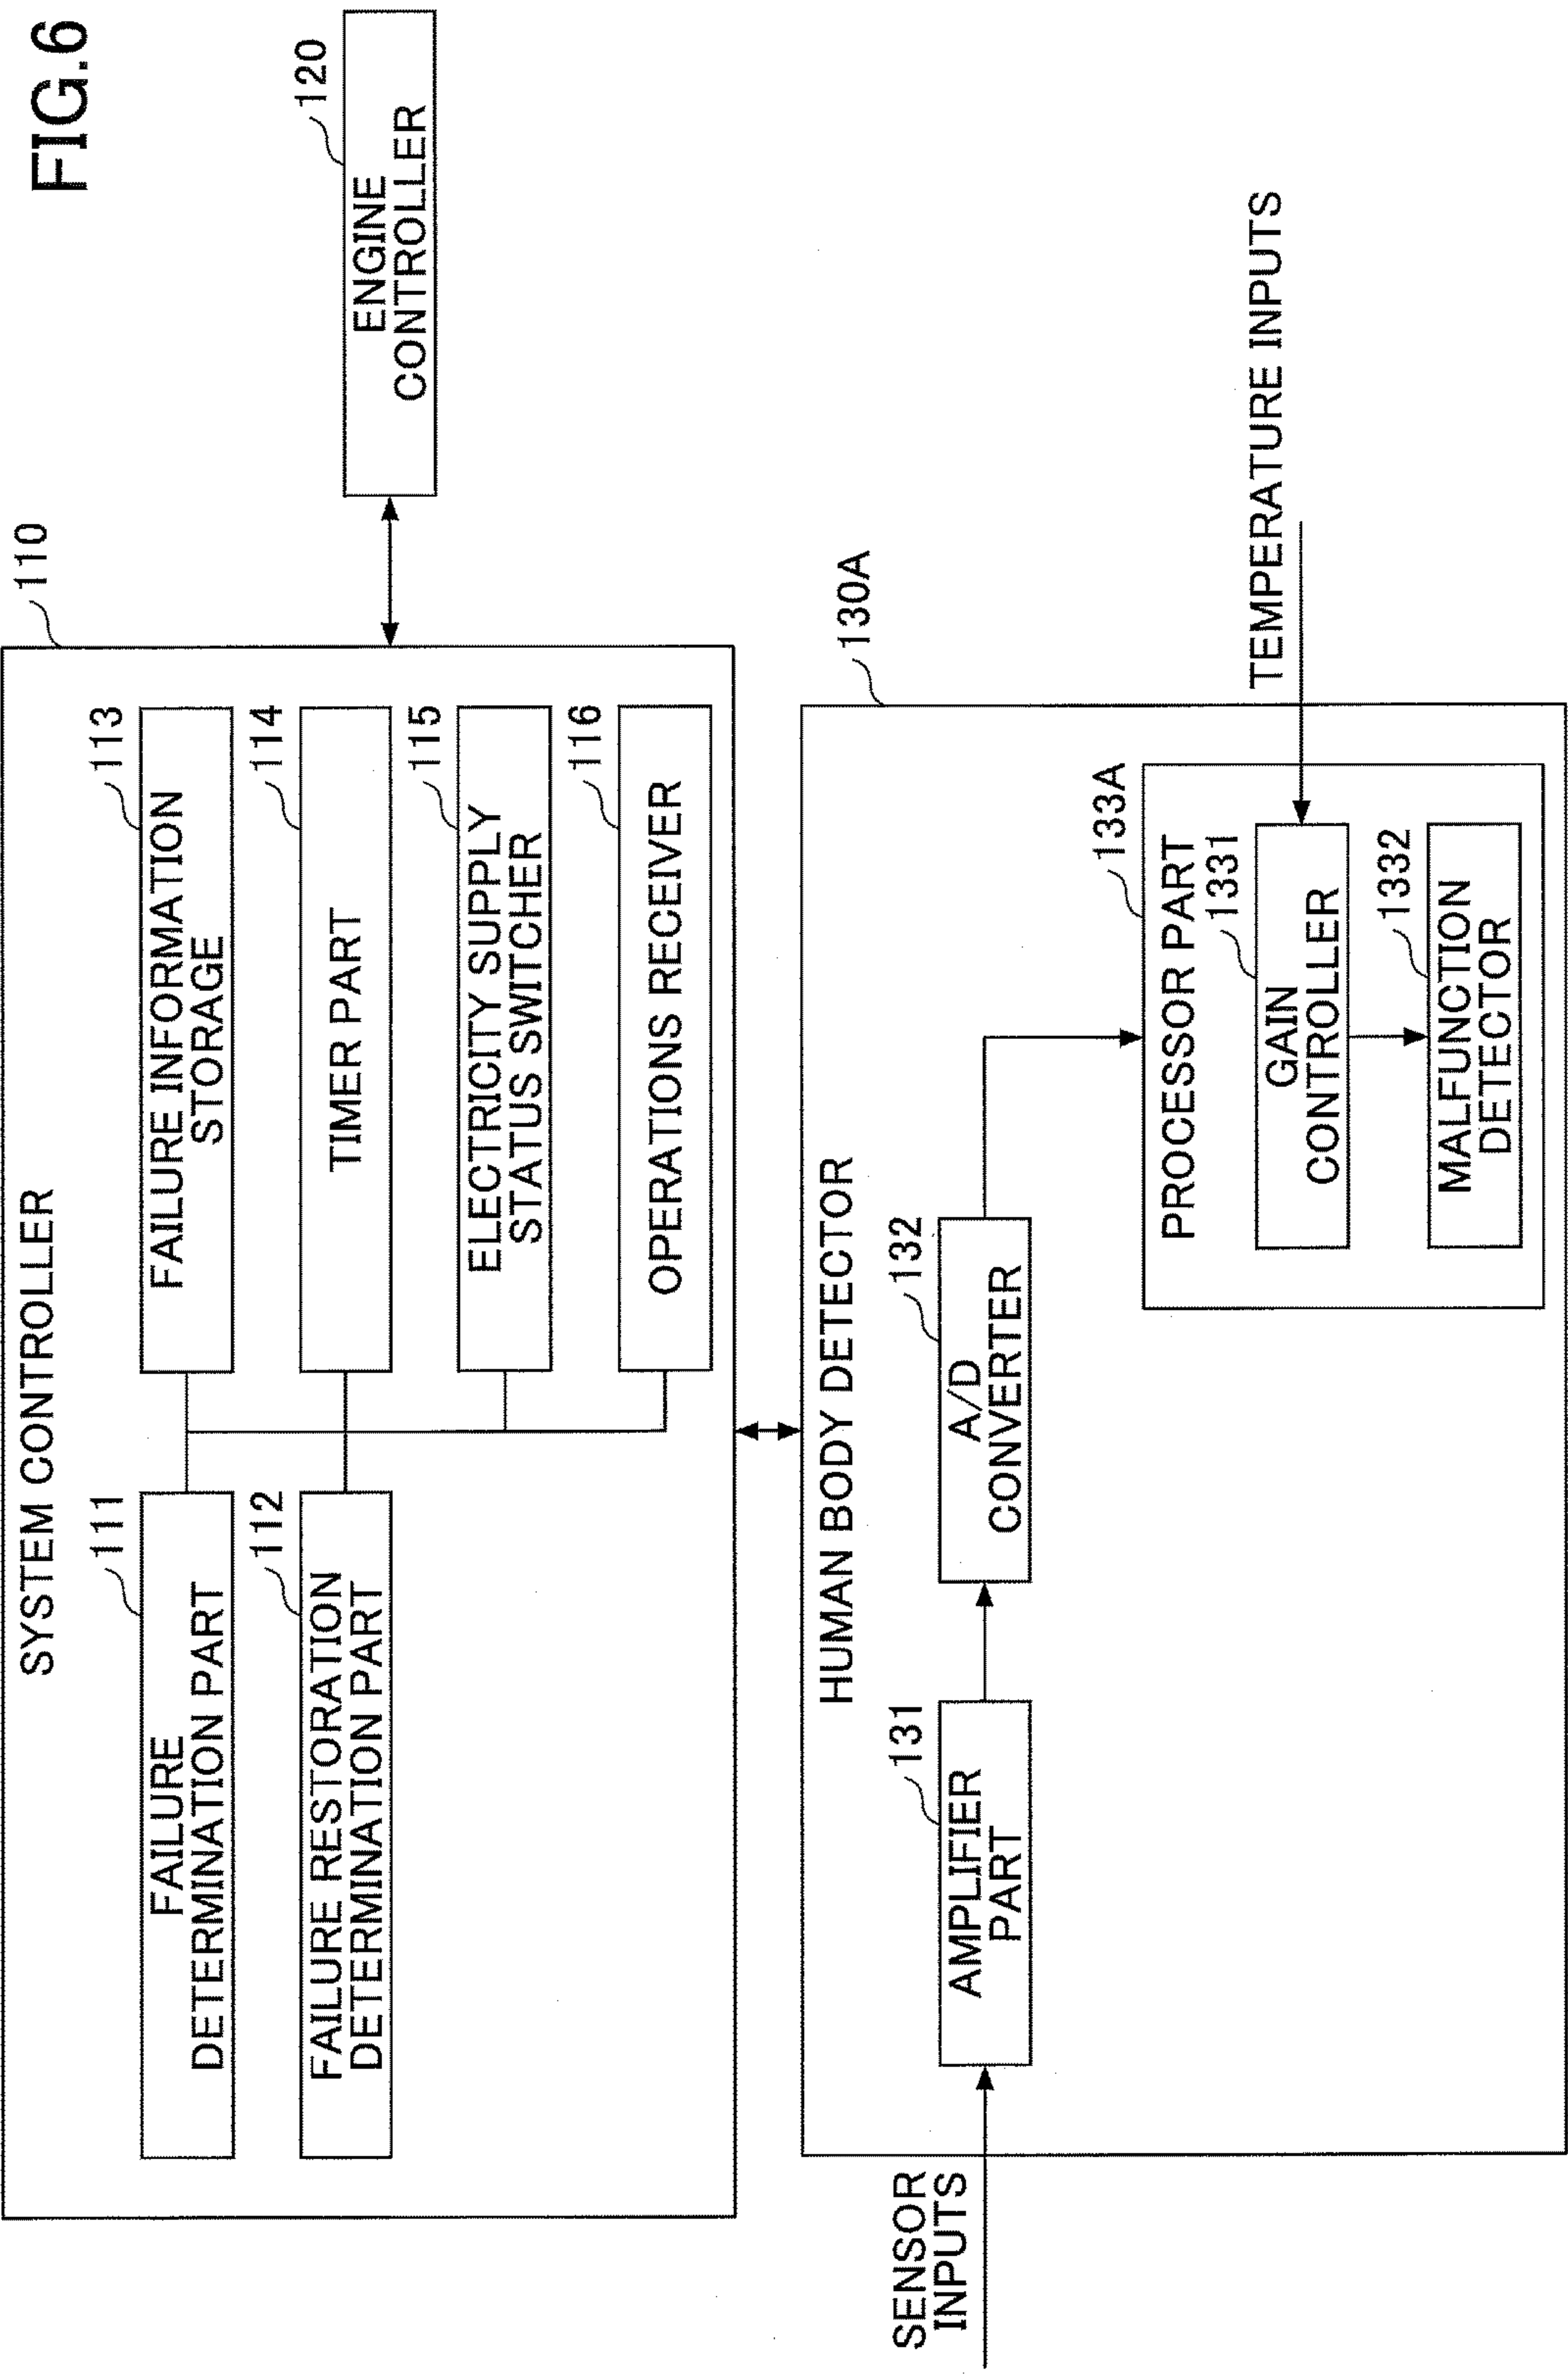 FIG.6
110
SYSTEM CONTROLLER
111
FAILURE
DETERMINATION PART
112
FAILURE RESTORATION
DETERMINATION PART
113
FAILURE INFORMATION
STORAGE
114
TIMER PART
115
ELECTRICITY SUPPLY
STATUS SWITCHER
116
OPERATIONS RECEIVER
120
ENGINE
CONTROLLER
130A
HUMAN BODY DETECTOR
SENSOR
INPUTS
131
AMPLIFIER
PART
132
A/D
CONVERTER
133A
PROCESSOR PART
1331
GAIN
CONTROLLER
1332
MALFUNCTION
DETECTOR
TEMPERATURE INPUTS